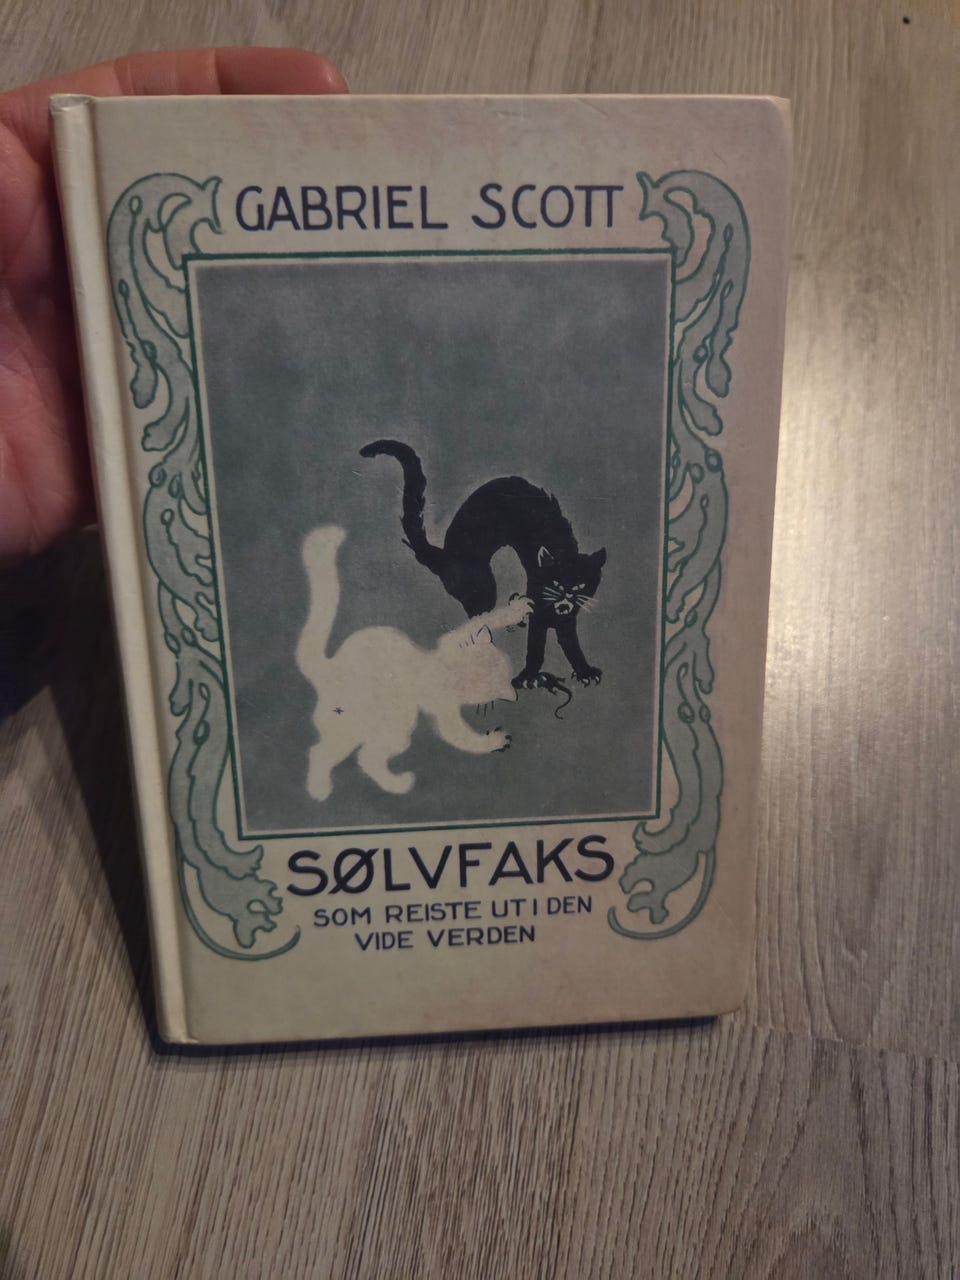 GABRIEL SCOTT
SØLVFAKS
SOM REISTE UT I DEN
VIDE VERDEN